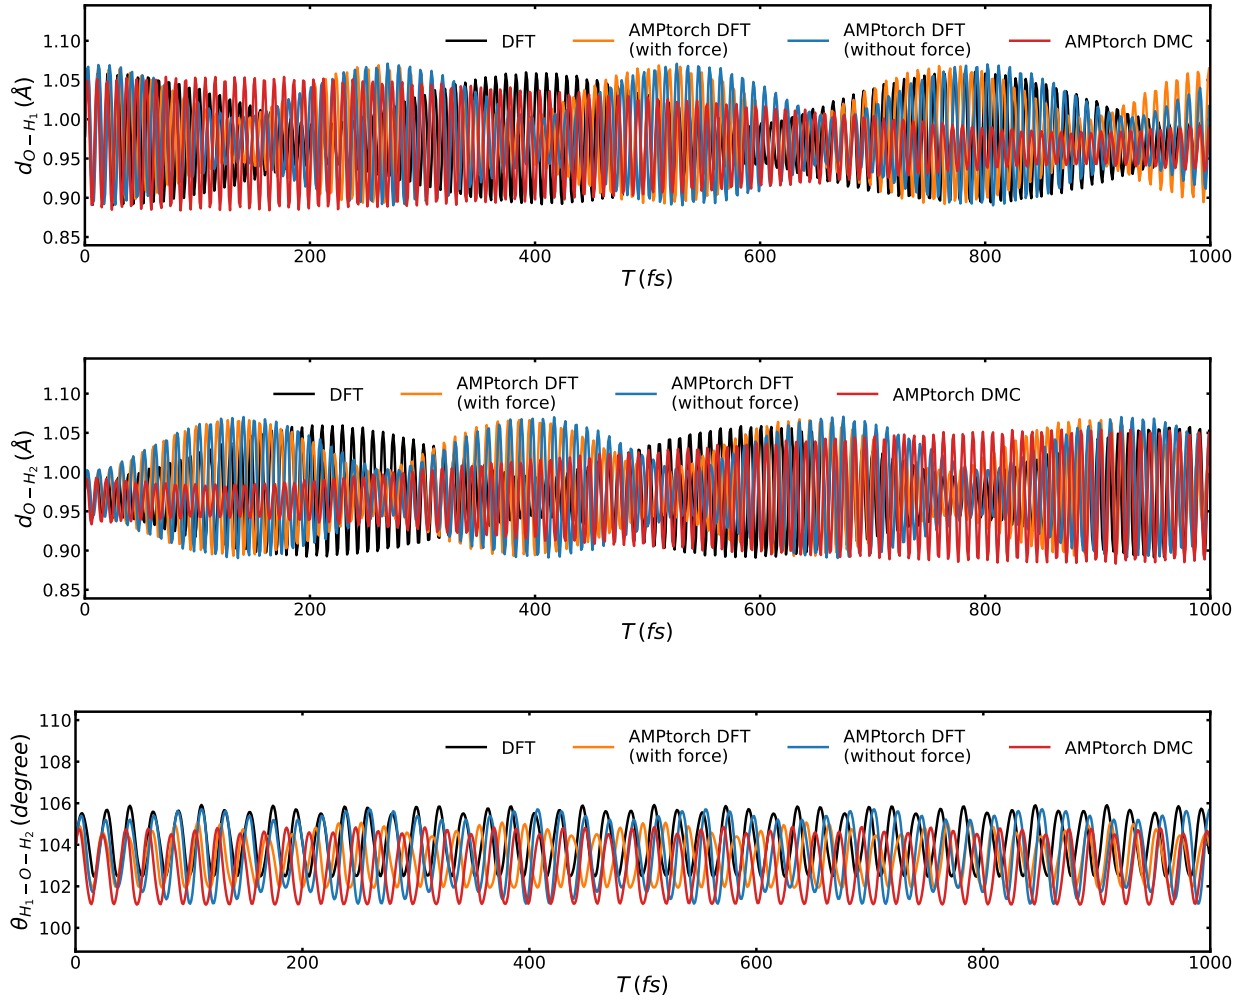 1.10
1.05
1.00
0.95
0.90
0.85
d_{O−H_1} (Å)
DFT
AMPtorch DFT
(with force)
AMPtorch DFT
(without force)
AMPtorch DMC
0 200 400 600 800 1000
T (fs)
1.10
1.05
1.00
0.95
0.90
0.85
d_{O−H_2} (Å)
DFT
AMPtorch DFT
(with force)
AMPtorch DFT
(without force)
AMPtorch DMC
0 200 400 600 800 1000
T (fs)
110
108
106
104
102
100
θ_{H_1−O−H_2} (degree)
DFT
AMPtorch DFT
(with force)
AMPtorch DFT
(without force)
AMPtorch DMC
0 200 400 600 800 1000
T (fs)